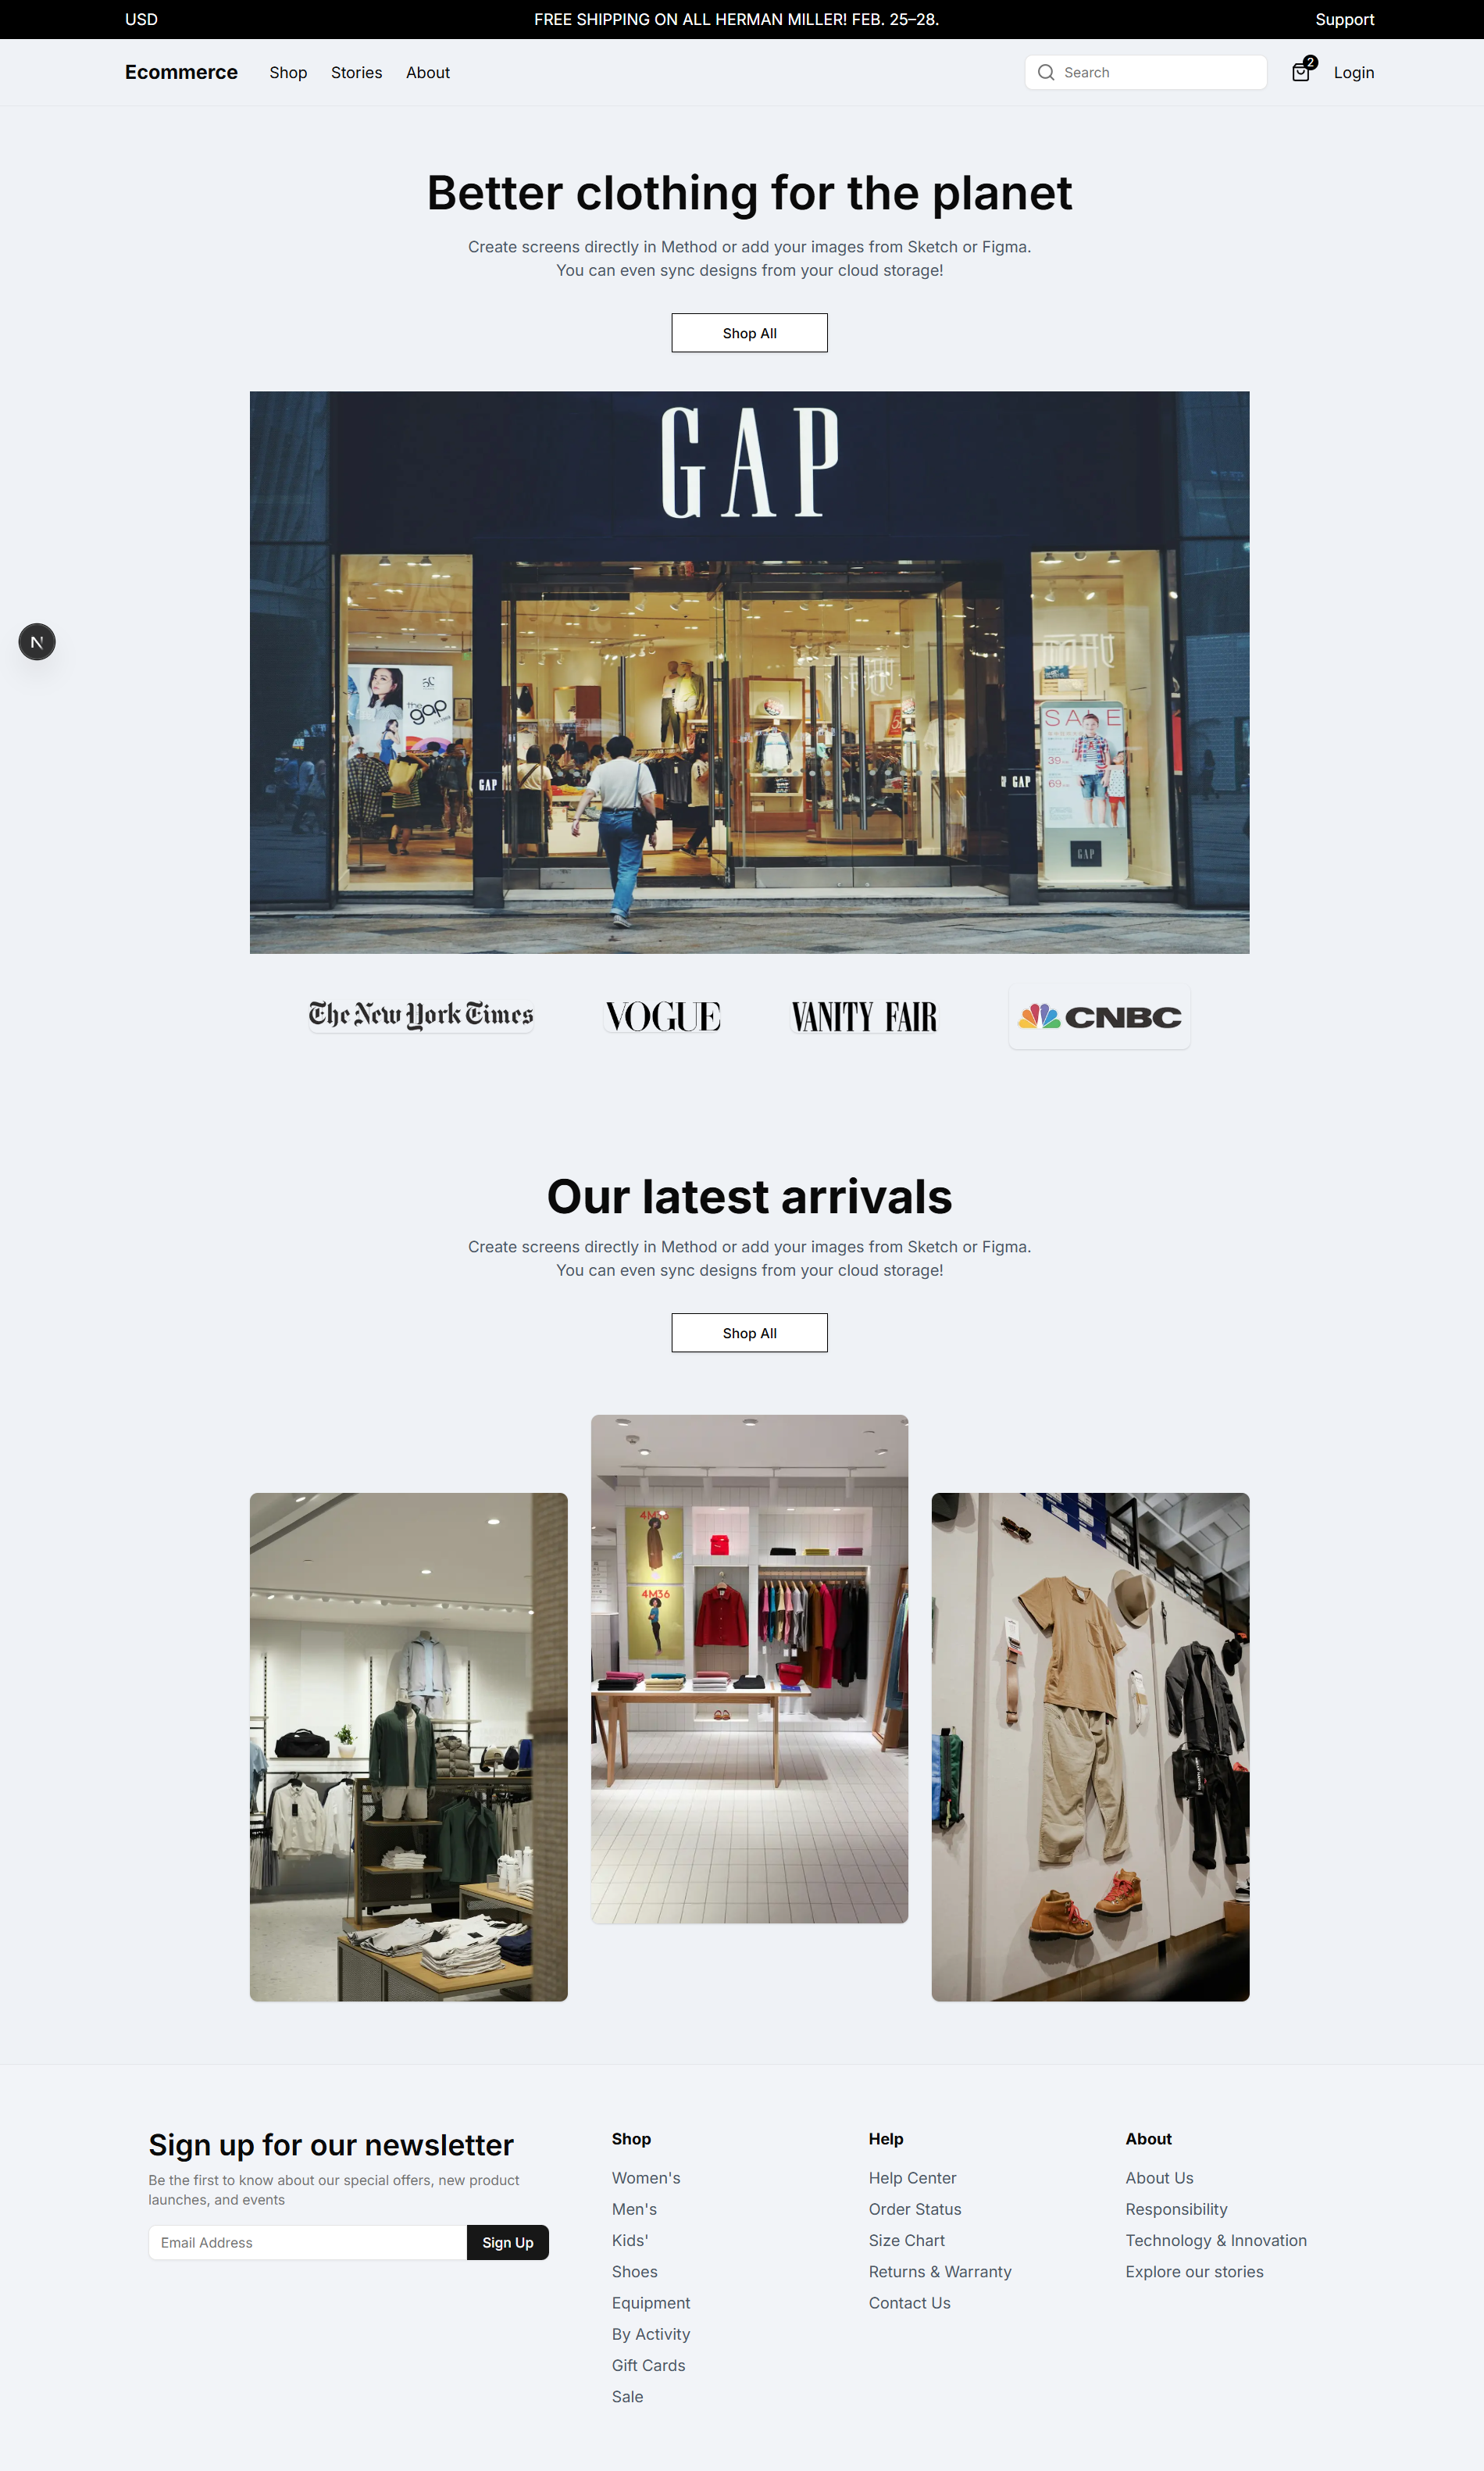 USD
FREE SHIPPING ON ALL HERMAN MILLER! FEB. 25–28.
Support
Ecommerce
Shop
Stories
About
Search
2
Login
Better clothing for the planet
Create screens directly in Method or add your images from Sketch or Figma.
You can even sync designs from your cloud storage!
Shop All
GAP
the gap
SALE
39
69
GAP
GAP
GAP
N
The New York Times
VOGUE
VANITY FAIR
CNBC
Our latest arrivals
Create screens directly in Method or add your images from Sketch or Figma.
You can even sync designs from your cloud storage!
Shop All
4M36
4M36
Sign up for our newsletter
Be the first to know about our special offers, new product
launches, and events
Email Address
Sign Up
Shop
Women's
Men's
Kids'
Shoes
Equipment
By Activity
Gift Cards
Sale
Help
Help Center
Order Status
Size Chart
Returns & Warranty
Contact Us
About
About Us
Responsibility
Technology & Innovation
Explore our stories